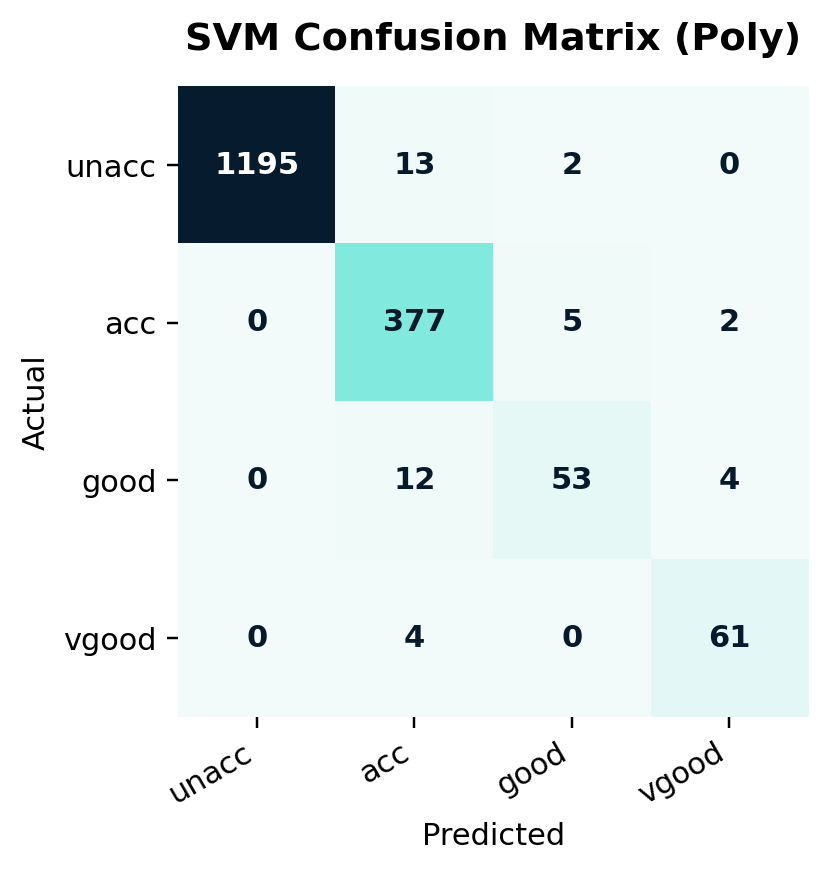 SVM Confusion Matrix (Poly)
unacc 1195 13 2 0
acc 0 377 5 2
good 0 12 53 4
vgood 0 4 0 61
Actual
unacc acc good vgood
Predicted